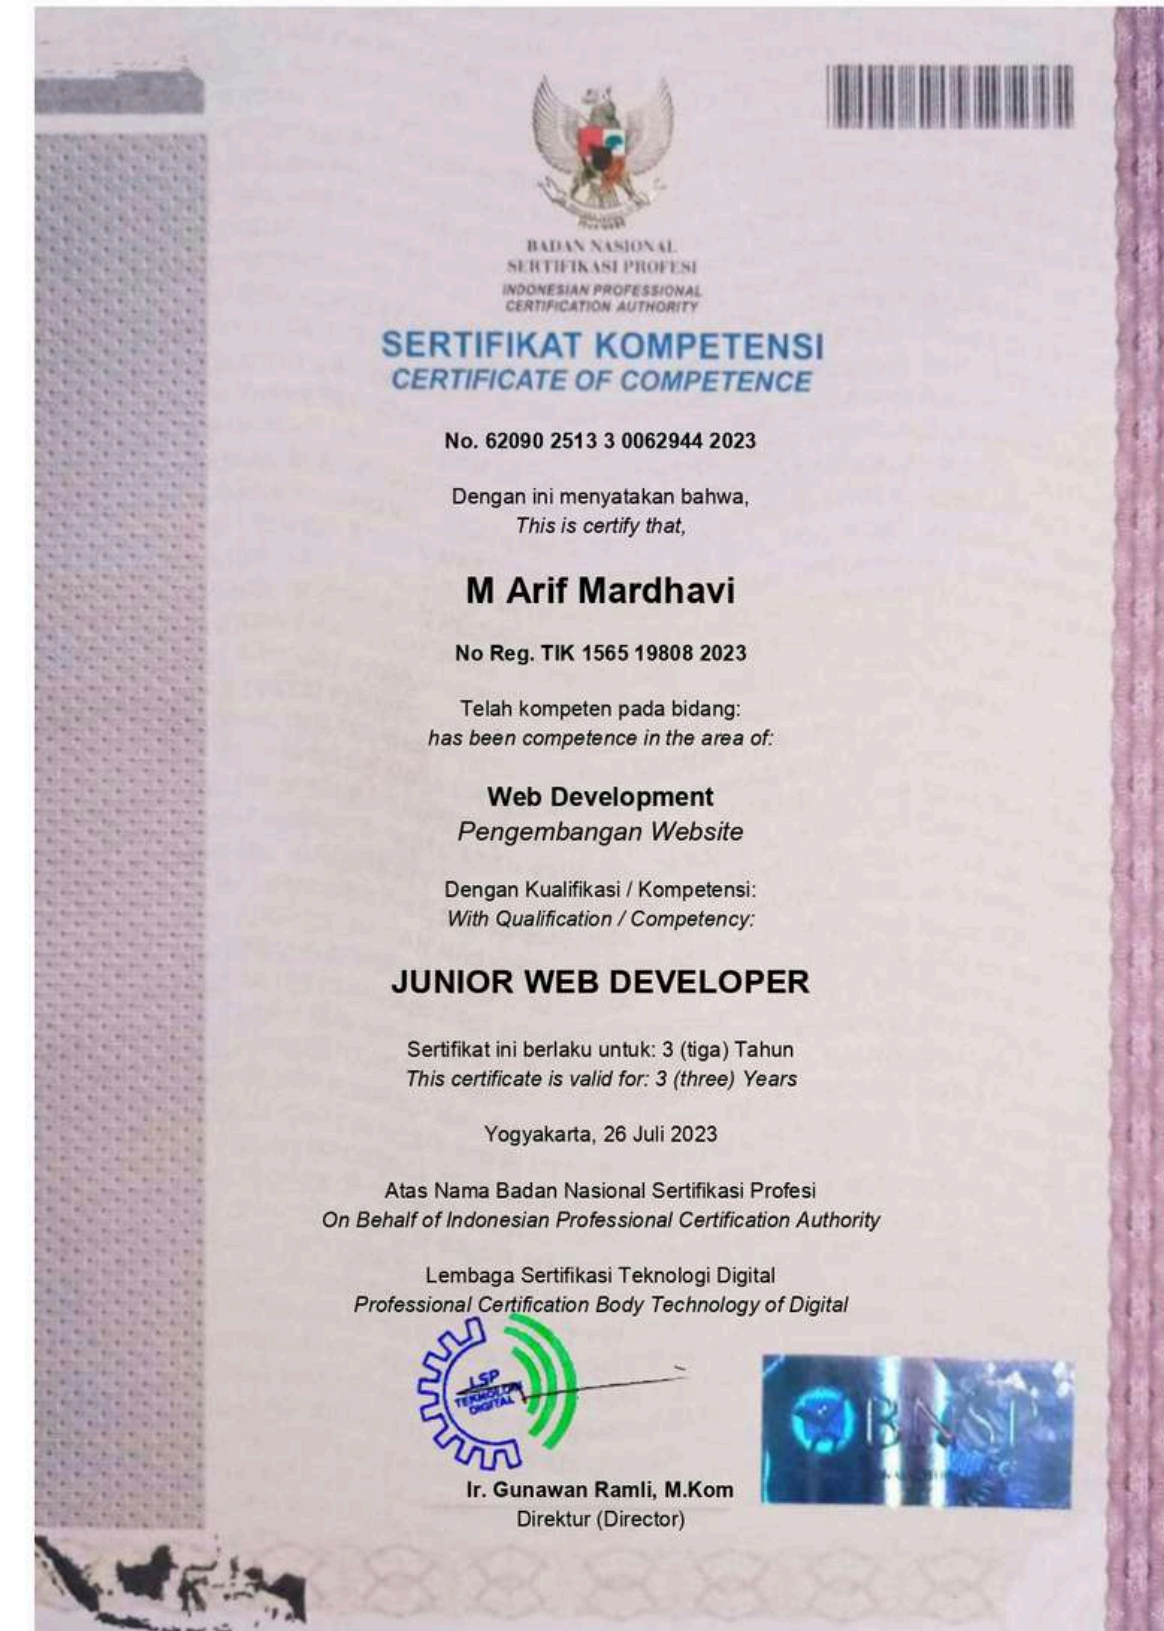 BADAN NASIONAL
SERTIFIKASI PROFESI
INDONESIAN PROFESSIONAL
CERTIFICATION AUTHORITY
SERTIFIKAT KOMPETENSI
CERTIFICATE OF COMPETENCE
No. 62090 2513 3 0062944 2023
Dengan ini menyatakan bahwa,
This is certify that,
M Arif Mardhavi
No Reg. TIK 1565 19808 2023
Telah kompeten pada bidang:
has been competence in the area of:
Web Development
Pengembangan Website
Dengan Kualifikasi / Kompetensi:
With Qualification / Competency:
JUNIOR WEB DEVELOPER
Sertifikat ini berlaku untuk: 3 (tiga) Tahun
This certificate is valid for: 3 (three) Years
Yogyakarta, 26 Juli 2023
Atas Nama Badan Nasional Sertifikasi Profesi
On Behalf of Indonesian Professional Certification Authority
Lembaga Sertifikasi Teknologi Digital
Professional Certification Body Technology of Digital
LSP
TEKNOLOGI
DIGITAL
BNSP
Ir. Gunawan Ramli, M.Kom
Direktur (Director)